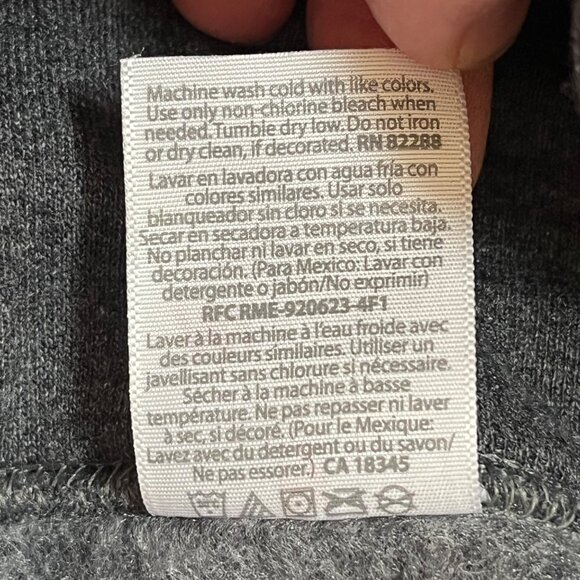 Machine wash cold with like colors.
Use only non-chlorine bleach when
needed. Tumble dry low. Do not iron
or dry clean, if decorated. RN 82288
Lavar en lavadora con agua fría con
colores similares. Usar solo
blanqueador sin cloro si se necesita.
Secar en secadora a temperatura baja.
No planchar ni lavar en seco, si tiene
decoración. (Para Mexico: Lavar con
detergente o jabón/No exprimir)
RFC RME-920623-4F1
Laver à la machine à l'eau froide avec
des couleurs similaires. Utiliser un
javellisant sans chlorure si nécessaire.
Sécher à la machine à basse
température. Ne pas repasser ni laver
à sec, si décoré. (Pour le Mexique:
Lavez avec du detergent ou du savon/
Ne pas essorer.) CA 18345